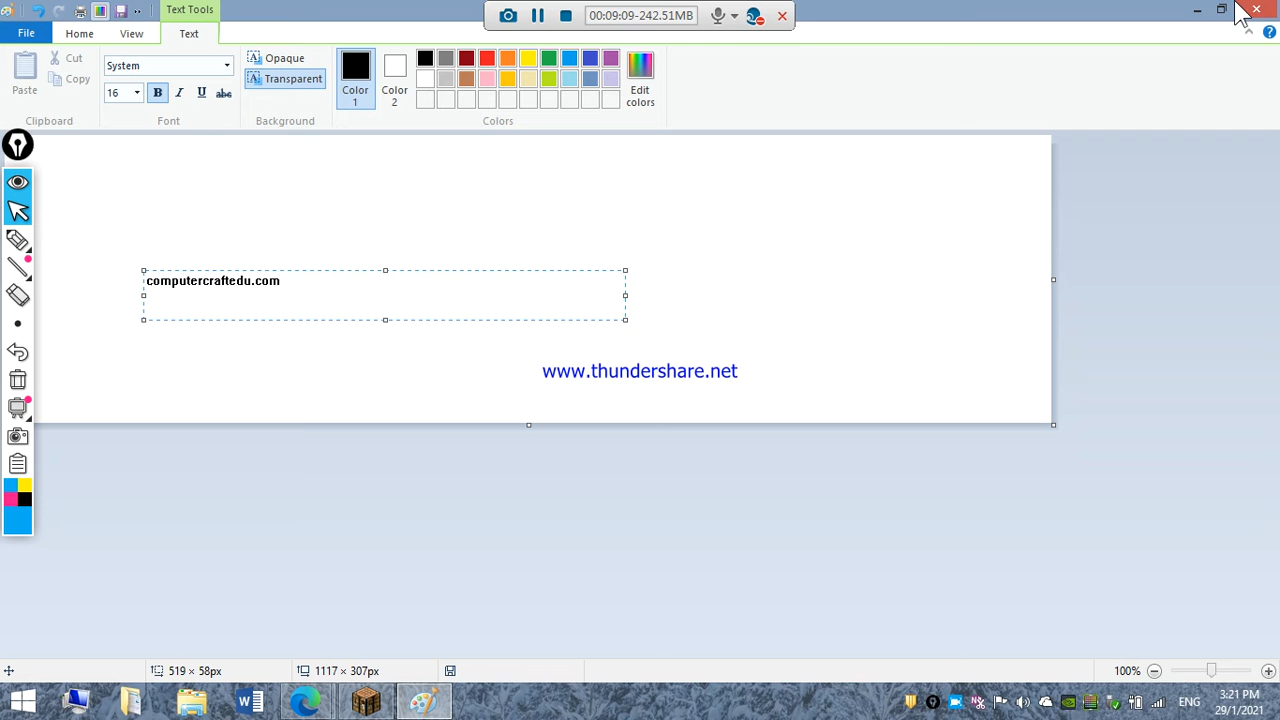 Text Tools
00:09:09-242.51MB
File
Home
View
Text
Paste
Cut
Copy
Clipboard
System
16
B
I
U
abc
Font
Opaque
Transparent
Background
Color 1
Color 2
Edit colors
Colors
computercraftedu.com
www.thundershare.net
519 × 58px
1117 × 307px
100%
ENG
3:21 PM
29/1/2021